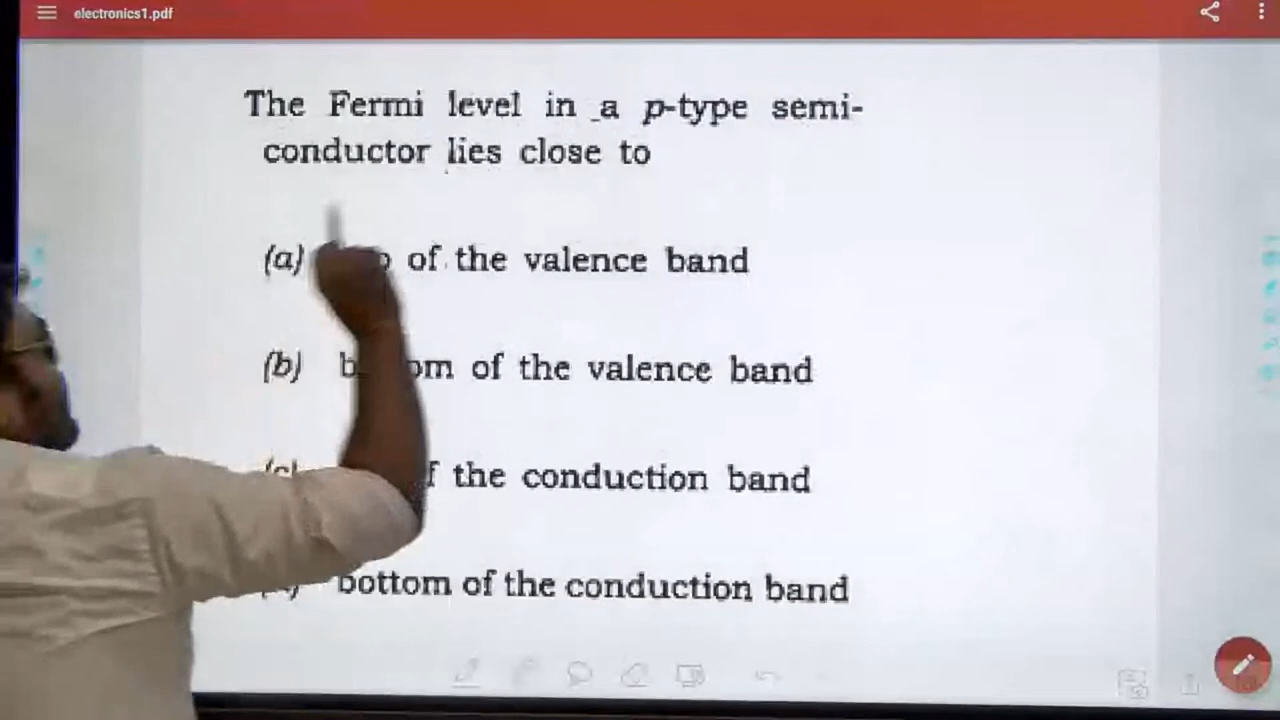 electronics1.pdf
The Fermi level in a p-type semi-
conductor lies close to
(a) of the valence band
(b) of the valence band
the conduction band
bottom of the conduction band